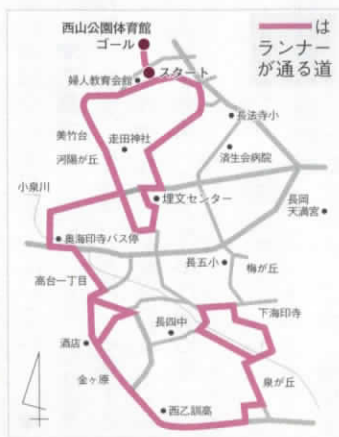 西山公園体育館
ゴール
スタート
婦人教育会館
は
ランナー
が通る道
長法寺小
美竹台
走田神社
済生会病院
河陽が丘
小泉川
埋文センター
長岡
天満宮
奥海印寺バス停
長五小
梅が丘
高台一丁目
下海印寺
長四中
酒店
金ヶ原
泉が丘
西乙訓高